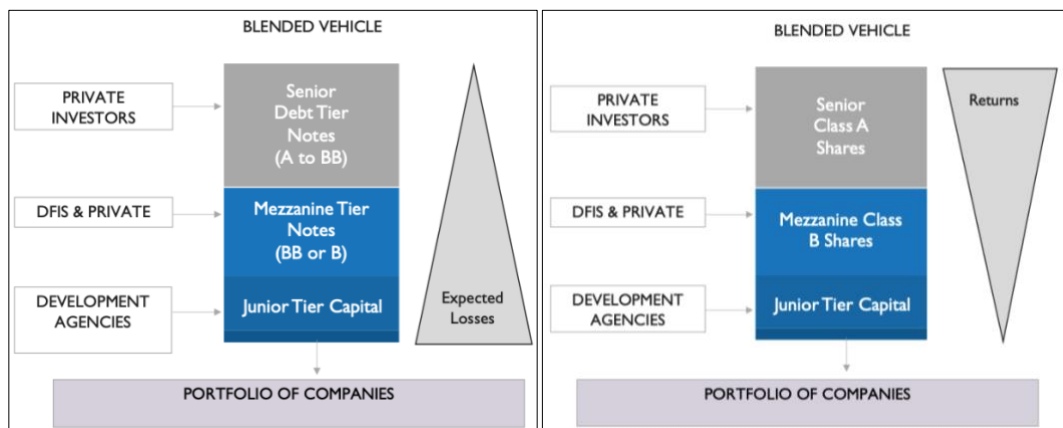 BLENDED VEHICLE
PRIVATE
INVESTORS
Senior
Debt Tier
Notes
(A to BB)
DFIS & PRIVATE
Mezzanine Tier
Notes
(BB or B)
DEVELOPMENT
AGENCIES
Junior Tier Capital
Expected
Losses
PORTFOLIO OF COMPANIES
BLENDED VEHICLE
PRIVATE
INVESTORS
Senior
Class A
Shares
Returns
DFIS & PRIVATE
Mezzanine Class
B Shares
DEVELOPMENT
AGENCIES
Junior Tier Capital
PORTFOLIO OF COMPANIES